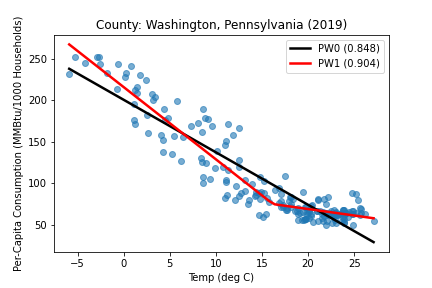 County: Washington, Pennsylvania (2019)
PW0 (0.848)
PW1 (0.904)
Per-Capita Consumption (MMBtu/1000 Households)
250
200
150
100
50
−5
0
5
10
15
20
25
Temp (deg C)